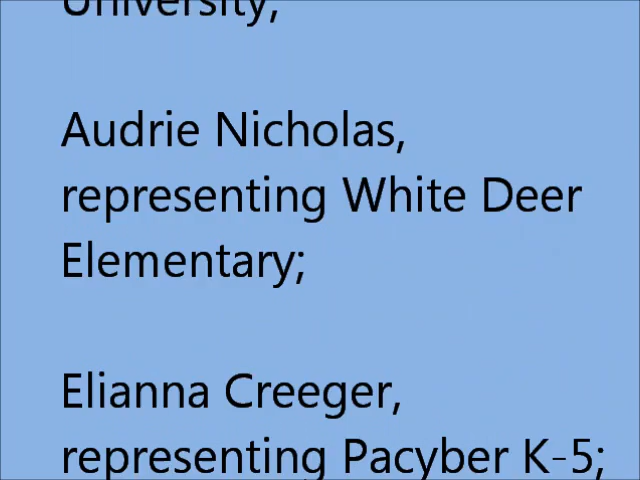 University;
Audrie Nicholas,
representing White Deer
Elementary;
Elianna Creeger,
representing Pacyber K-5;